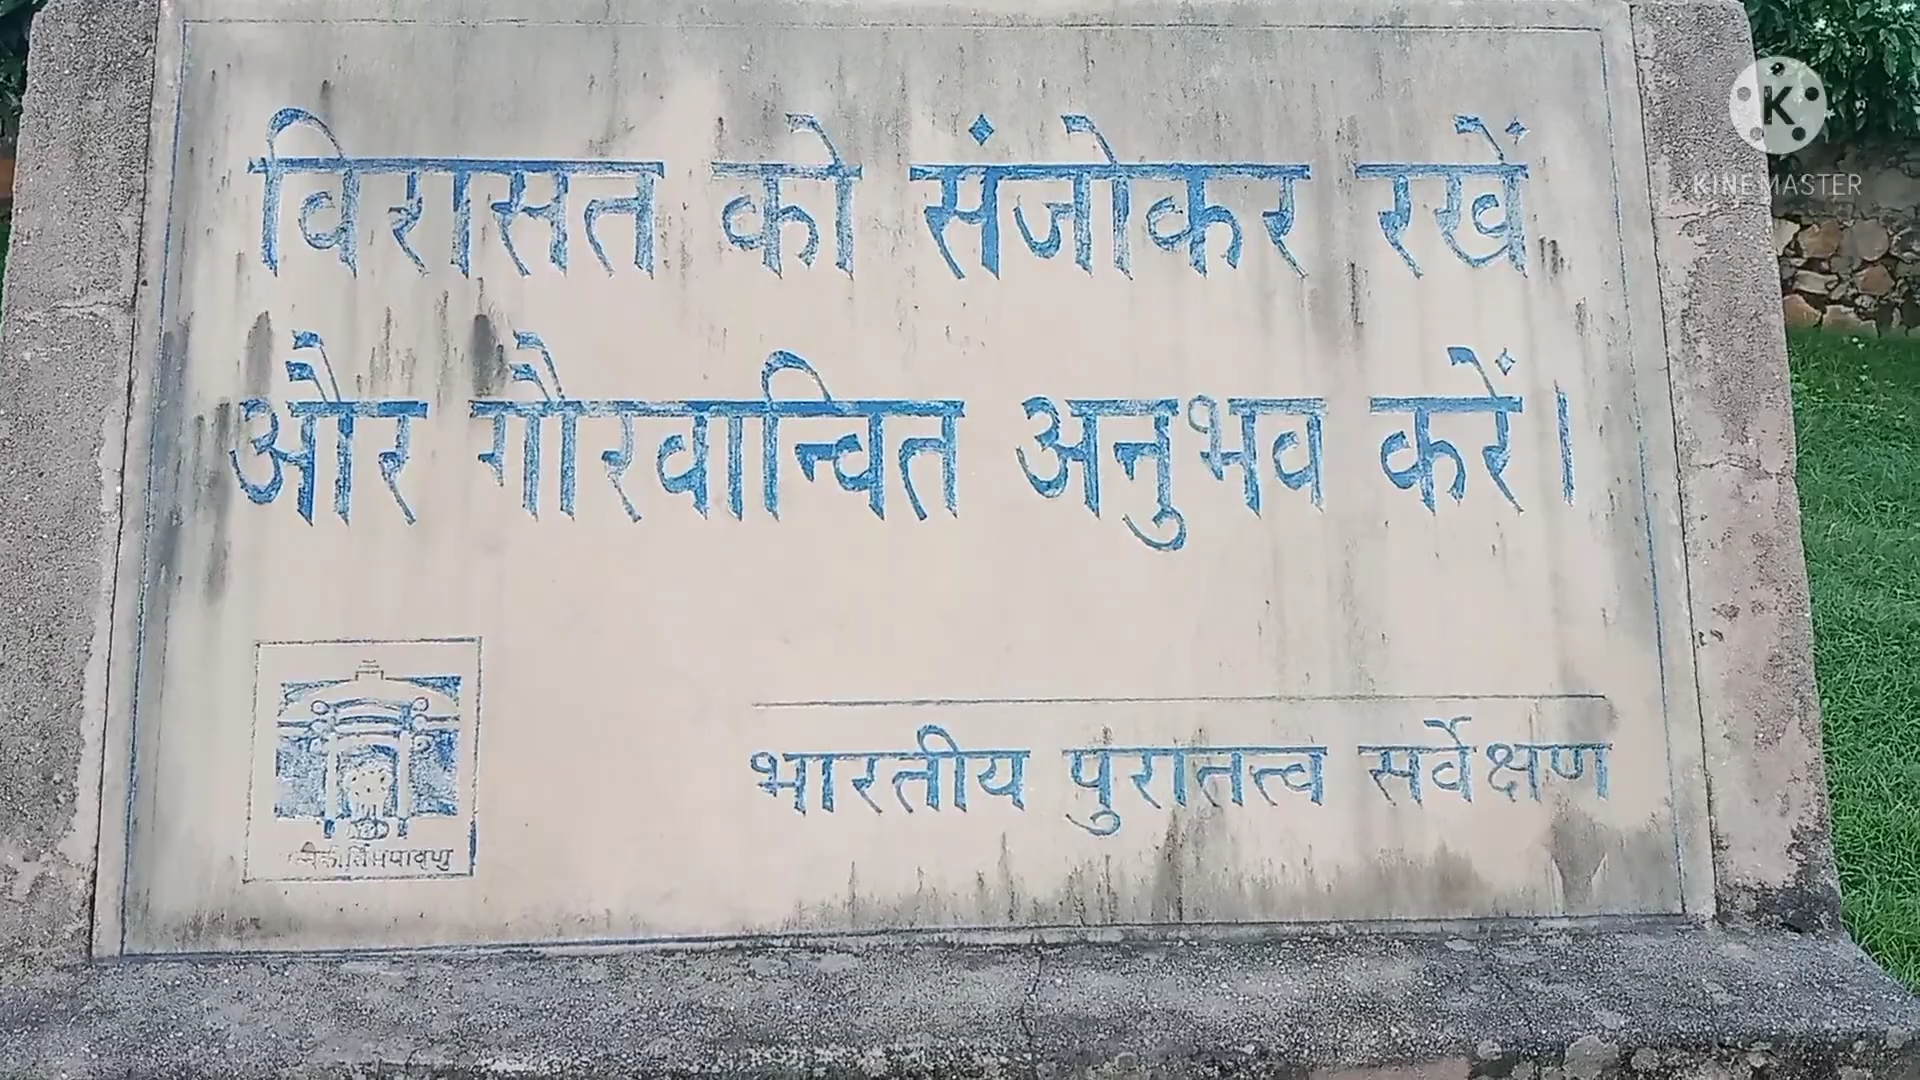 विरासत को संजोकर रखें
और गौरवान्वित अनुभव करें।
भारतीय पुरातत्व सर्वेक्षण
K
KINEMASTER